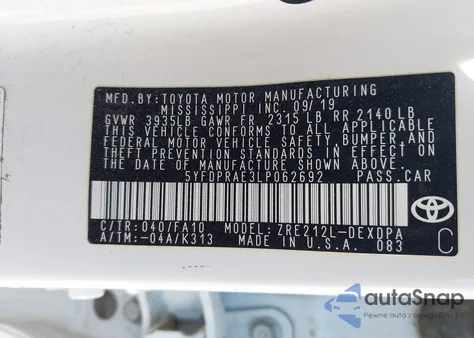 MFD.BY:TOYOTA MOTOR MANUFACTURING
MISSISSIPPI INC. 09/19
GVWR 3935LB GAWR FR 2315 LB RR 2140 LB
THIS VEHICLE CONFORMS TO ALL APPLICABLE
FEDERAL MOTOR VEHICLE SAFETY, BUMPER, AND
THEFT PREVENTION STANDARDS IN EFFECT ON
THE DATE OF MANUFACTURE SHOWN ABOVE.
5YFDPRAE3LP062692 PASS.CAR
C/TR:040/FA10 MODEL:ZRE212L-DEXDPA
A/TM:-04A/K313 MADE IN U.S.A. 083
TOYOTA
C
autoSnap
Pewne auta z